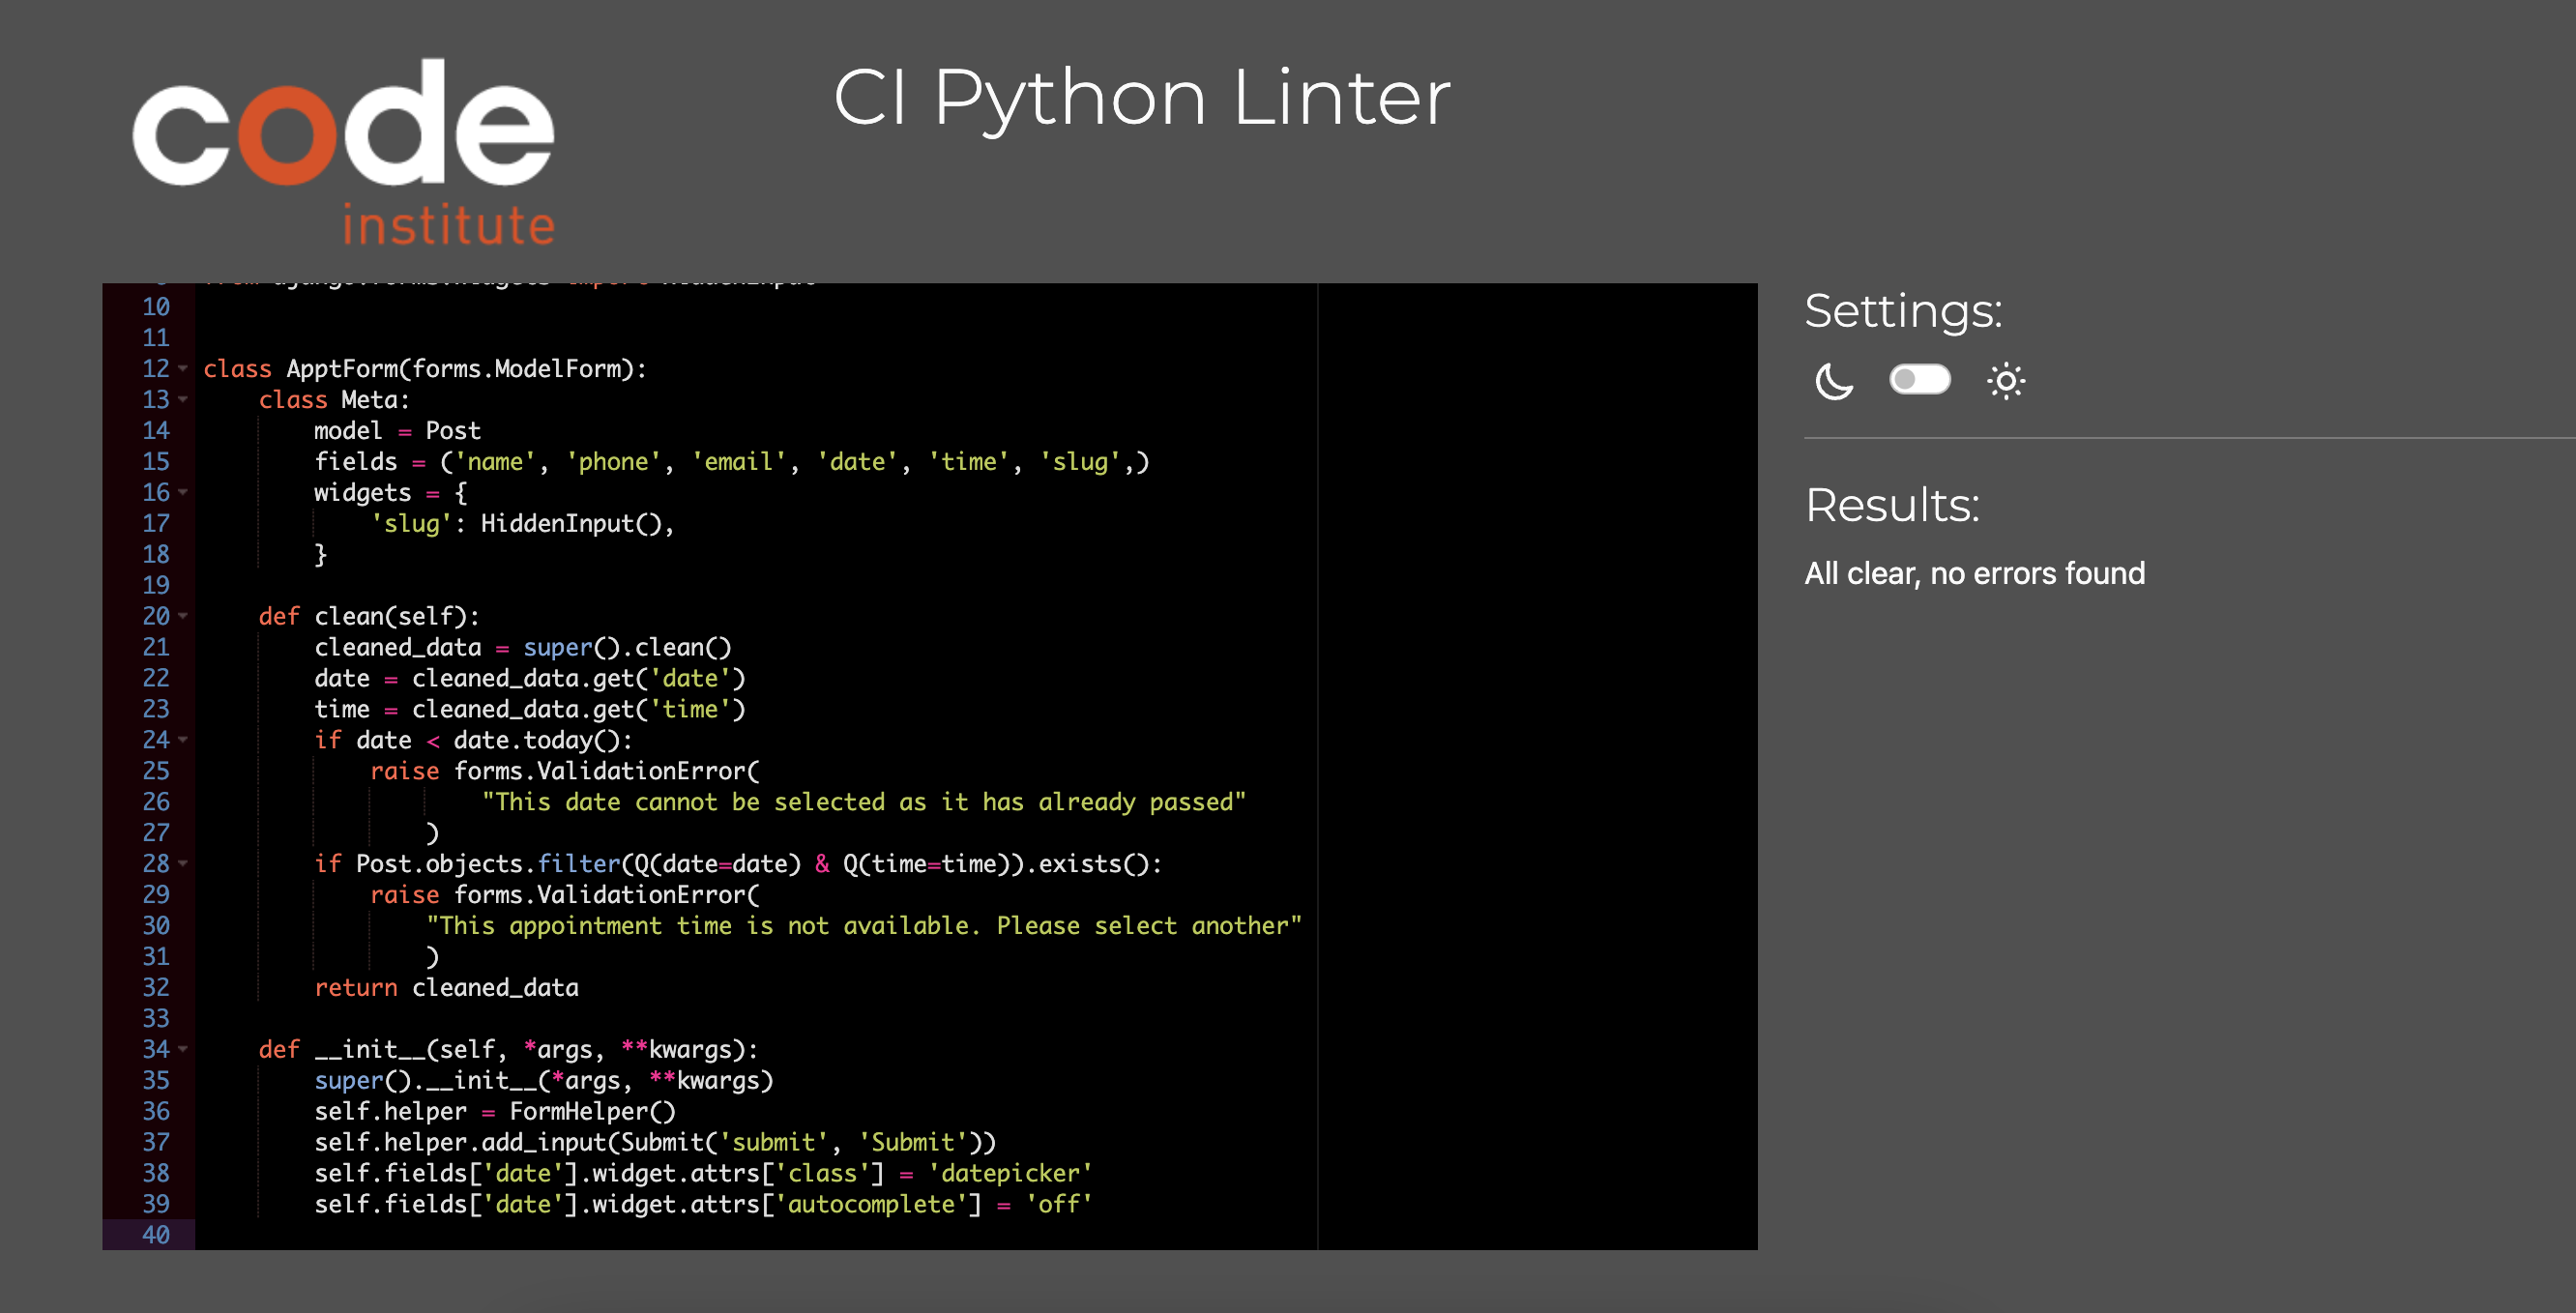 code
institute
CI Python Linter
from django.forms.widgets import HiddenInput
10
11
12 class ApptForm(forms.ModelForm):
13     class Meta:
14         model = Post
15         fields = ('name', 'phone', 'email', 'date', 'time', 'slug',)
16         widgets = {
17             'slug': HiddenInput(),
18         }
19
20     def clean(self):
21         cleaned_data = super().clean()
22         date = cleaned_data.get('date')
23         time = cleaned_data.get('time')
24         if date < date.today():
25             raise forms.ValidationError(
26                     "This date cannot be selected as it has already passed"
27                 )
28         if Post.objects.filter(Q(date=date) & Q(time=time)).exists():
29             raise forms.ValidationError(
30                 "This appointment time is not available. Please select another"
31                 )
32         return cleaned_data
33
34     def __init__(self, *args, **kwargs):
35         super().__init__(*args, **kwargs)
36         self.helper = FormHelper()
37         self.helper.add_input(Submit('submit', 'Submit'))
38         self.fields['date'].widget.attrs['class'] = 'datepicker'
39         self.fields['date'].widget.attrs['autocomplete'] = 'off'
40
Settings:
Results:
All clear, no errors found